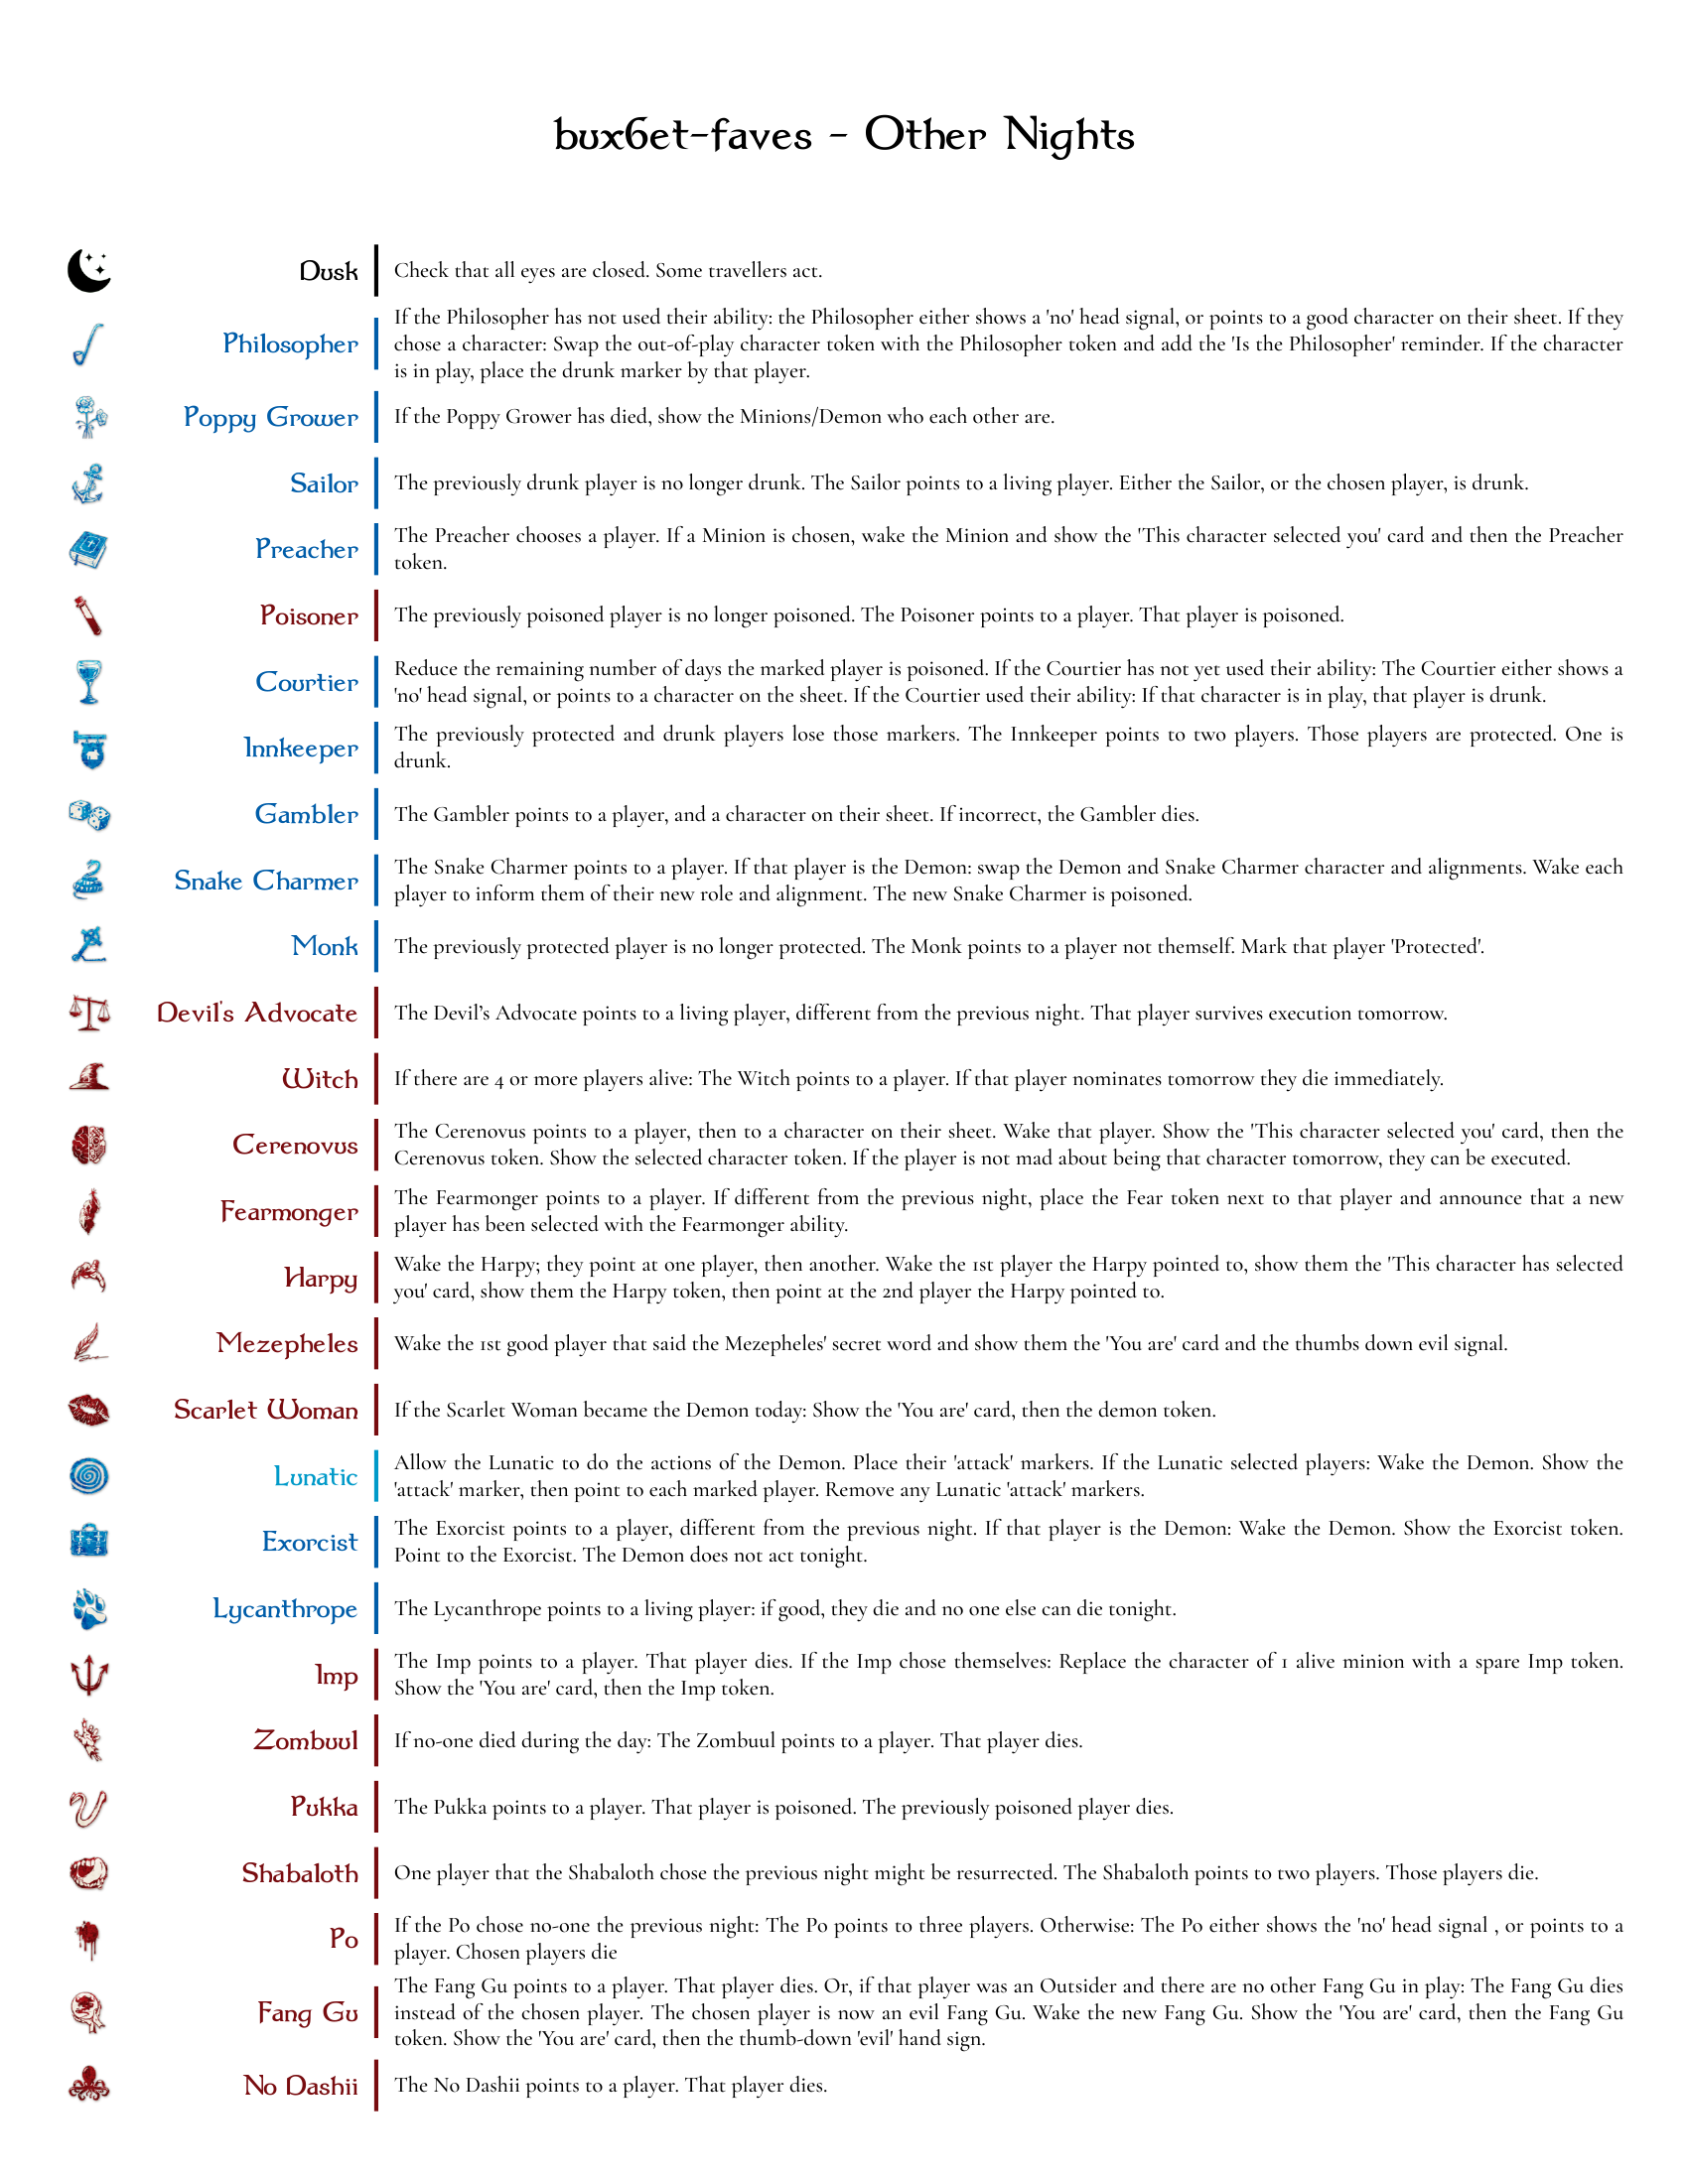 bux6et-faves - Other Nights
Dusk
Check that all eyes are closed. Some travellers act.
Philosopher
If the Philosopher has not used their ability: the Philosopher either shows a 'no' head signal, or points to a good character on their sheet. If they
chose a character: Swap the out-of-play character token with the Philosopher token and add the 'Is the Philosopher' reminder. If the character
is in play, place the drunk marker by that player.
Poppy Grower
If the Poppy Grower has died, show the Minions/Demon who each other are.
Sailor
The previously drunk player is no longer drunk. The Sailor points to a living player. Either the Sailor, or the chosen player, is drunk.
Preacher
The Preacher chooses a player. If a Minion is chosen, wake the Minion and show the 'This character selected you' card and then the Preacher
token.
Poisoner
The previously poisoned player is no longer poisoned. The Poisoner points to a player. That player is poisoned.
Courtier
Reduce the remaining number of days the marked player is poisoned. If the Courtier has not yet used their ability: The Courtier either shows a
'no' head signal, or points to a character on the sheet. If the Courtier used their ability: If that character is in play, that player is drunk.
Innkeeper
The previously protected and drunk players lose those markers. The Innkeeper points to two players. Those players are protected. One is
drunk.
Gambler
The Gambler points to a player, and a character on their sheet. If incorrect, the Gambler dies.
Snake Charmer
The Snake Charmer points to a player. If that player is the Demon: swap the Demon and Snake Charmer character and alignments. Wake each
player to inform them of their new role and alignment. The new Snake Charmer is poisoned.
Monk
The previously protected player is no longer protected. The Monk points to a player not themself. Mark that player 'Protected'.
Devil's Advocate
The Devil’s Advocate points to a living player, different from the previous night. That player survives execution tomorrow.
Witch
If there are 4 or more players alive: The Witch points to a player. If that player nominates tomorrow they die immediately.
Cerenovus
The Cerenovus points to a player, then to a character on their sheet. Wake that player. Show the 'This character selected you' card, then the
Cerenovus token. Show the selected character token. If the player is not mad about being that character tomorrow, they can be executed.
Fearmonger
The Fearmonger points to a player. If different from the previous night, place the Fear token next to that player and announce that a new
player has been selected with the Fearmonger ability.
Harpy
Wake the Harpy; they point at one player, then another. Wake the 1st player the Harpy pointed to, show them the 'This character has selected
you' card, show them the Harpy token, then point at the 2nd player the Harpy pointed to.
Mezepheles
Wake the 1st good player that said the Mezepheles' secret word and show them the 'You are' card and the thumbs down evil signal.
Scarlet Woman
If the Scarlet Woman became the Demon today: Show the 'You are' card, then the demon token.
Lunatic
Allow the Lunatic to do the actions of the Demon. Place their 'attack' markers. If the Lunatic selected players: Wake the Demon. Show the
'attack' marker, then point to each marked player. Remove any Lunatic 'attack' markers.
Exorcist
The Exorcist points to a player, different from the previous night. If that player is the Demon: Wake the Demon. Show the Exorcist token.
Point to the Exorcist. The Demon does not act tonight.
Lycanthrope
The Lycanthrope points to a living player: if good, they die and no one else can die tonight.
Imp
The Imp points to a player. That player dies. If the Imp chose themselves: Replace the character of 1 alive minion with a spare Imp token.
Show the 'You are' card, then the Imp token.
Zombuul
If no-one died during the day: The Zombuul points to a player. That player dies.
Pukka
The Pukka points to a player. That player is poisoned. The previously poisoned player dies.
Shabaloth
One player that the Shabaloth chose the previous night might be resurrected. The Shabaloth points to two players. Those players die.
Po
If the Po chose no-one the previous night: The Po points to three players. Otherwise: The Po either shows the 'no' head signal , or points to a
player. Chosen players die
Fang Gu
The Fang Gu points to a player. That player dies. Or, if that player was an Outsider and there are no other Fang Gu in play: The Fang Gu dies
instead of the chosen player. The chosen player is now an evil Fang Gu. Wake the new Fang Gu. Show the 'You are' card, then the Fang Gu
token. Show the 'You are' card, then the thumb-down 'evil' hand sign.
No Dashii
The No Dashii points to a player. That player dies.